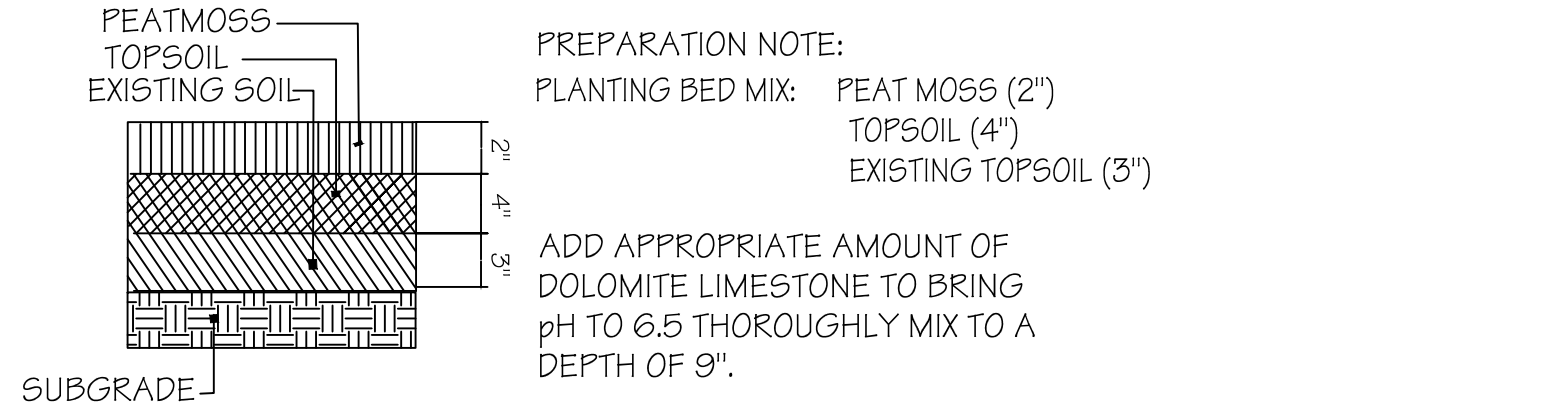 PEATMOSS
TOPSOIL
EXISTING SOIL
2"
4"
3"
SUBGRADE
PREPARATION NOTE:
PLANTING BED MIX: PEAT MOSS (2")
TOPSOIL (4")
EXISTING TOPSOIL (3")
ADD APPROPRIATE AMOUNT OF
DOLOMITE LIMESTONE TO BRING
pH TO 6.5 THOROUGHLY MIX TO A
DEPTH OF 9".